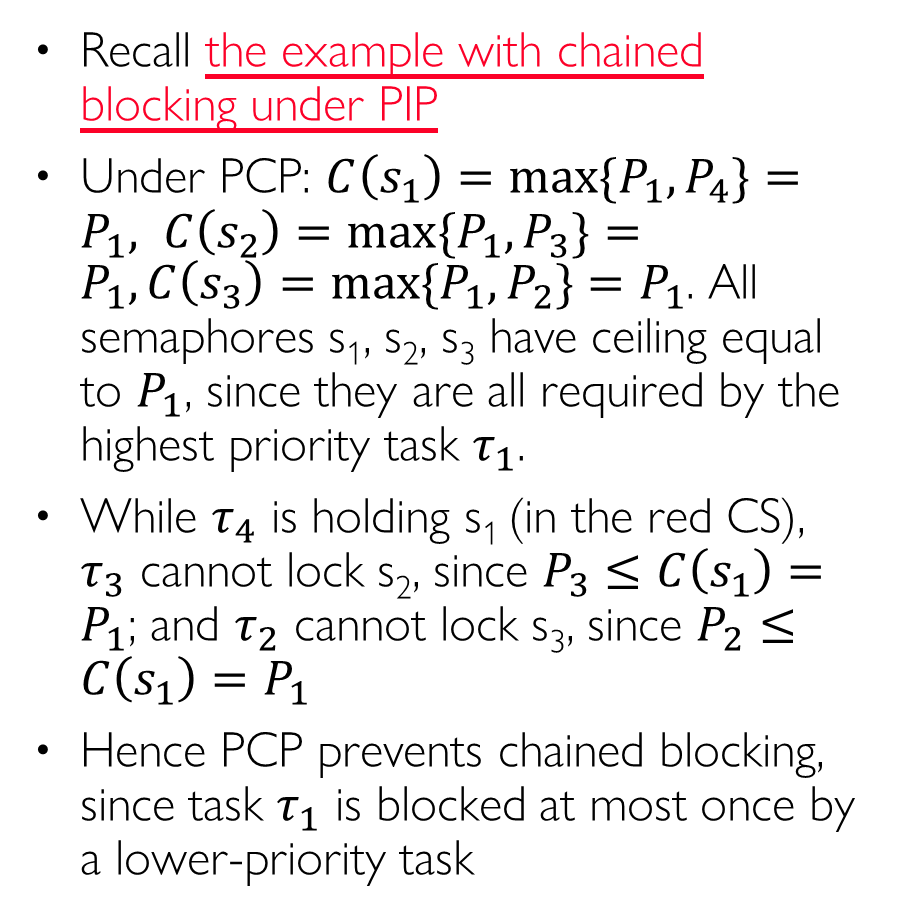 • Recall the example with chained
blocking under PIP
• Under PCP: C(s₁) = max{P₁, P₄} =
P₁, C(s₂) = max{P₁, P₃} =
P₁, C(s₃) = max{P₁, P₂} = P₁. All
semaphores s₁, s₂, s₃ have ceiling equal
to P₁, since they are all required by the
highest priority task τ₁.
• While τ₄ is holding s₁ (in the red CS),
τ₃ cannot lock s₂, since P₃ ≤ C(s₁) =
P₁; and τ₂ cannot lock s₃, since P₂ ≤
C(s₁) = P₁
• Hence PCP prevents chained blocking,
since task τ₁ is blocked at most once by
a lower-priority task